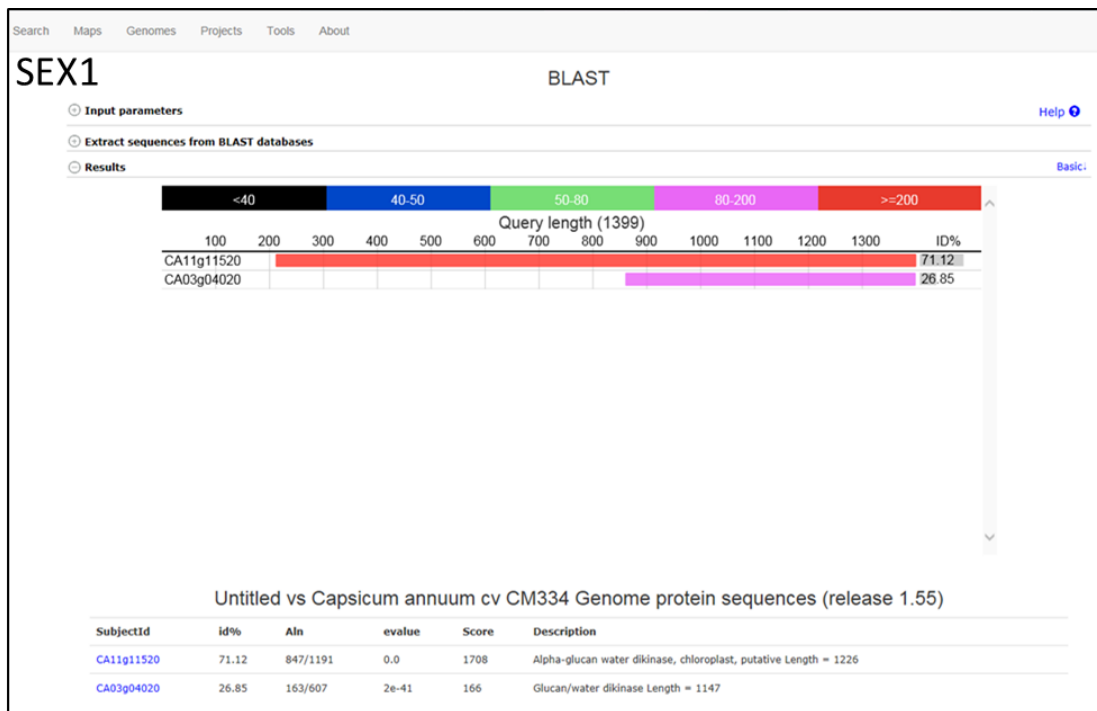 Search Maps Genomes Projects Tools About
SEX1
BLAST
Input parameters Help
Extract sequences from BLAST databases
Results Basic
<40 40-50 50-80 80-200 >=200
Query length (1399)
100 200 300 400 500 600 700 800 900 1000 1100 1200 1300 ID%
CA11g11520 71.12
CA03g04020 26.85
Untitled vs Capsicum annuum cv CM334 Genome protein sequences (release 1.55)
SubjectId id% Aln evalue Score Description
CA11g11520 71.12 847/1191 0.0 1708 Alpha-glucan water dikinase, chloroplast, putative Length = 1226
CA03g04020 26.85 163/607 2e-41 166 Glucan/water dikinase Length = 1147